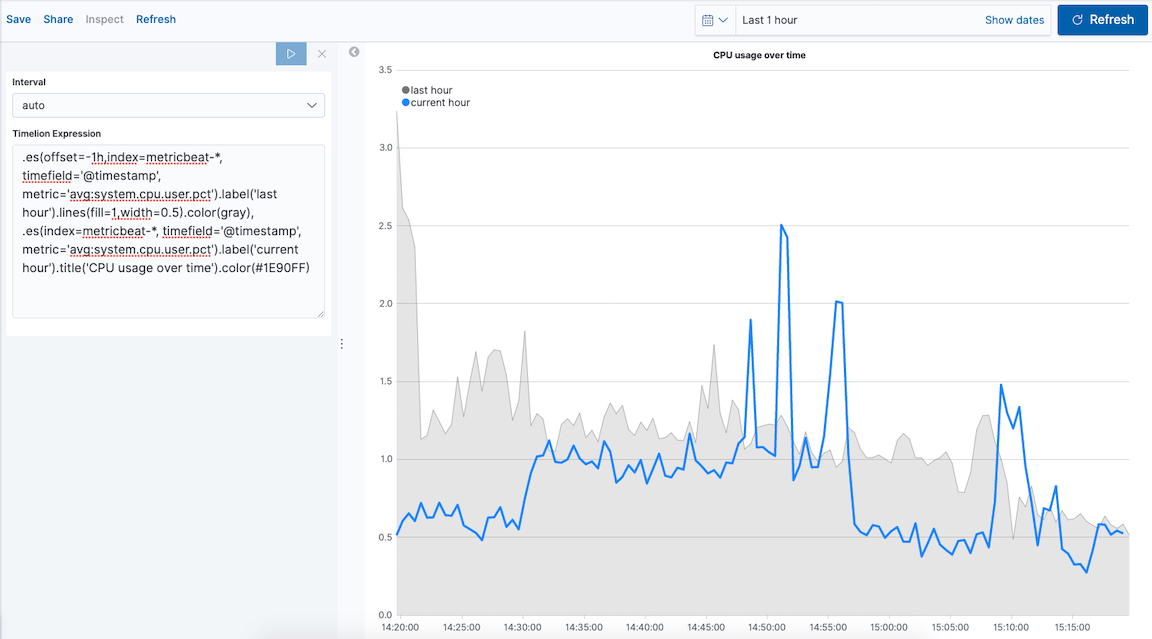 Save Share Inspect Refresh
Last 1 hour Show dates Refresh
Interval
auto
Timelion Expression
.es(offset=-1h,index=metricbeat-*,
timefield='@timestamp',
metric='avg:system.cpu.user.pct').label('last
hour').lines(fill=1,width=0.5).color(gray),
.es(index=metricbeat-*, timefield='@timestamp',
metric='avg:system.cpu.user.pct').label('current
hour').title('CPU usage over time').color(#1E90FF)
CPU usage over time
last hour
current hour
3.5
3.0
2.5
2.0
1.5
1.0
0.5
0.0
14:20:00 14:25:00 14:30:00 14:35:00 14:40:00 14:45:00 14:50:00 14:55:00 15:00:00 15:05:00 15:10:00 15:15:00